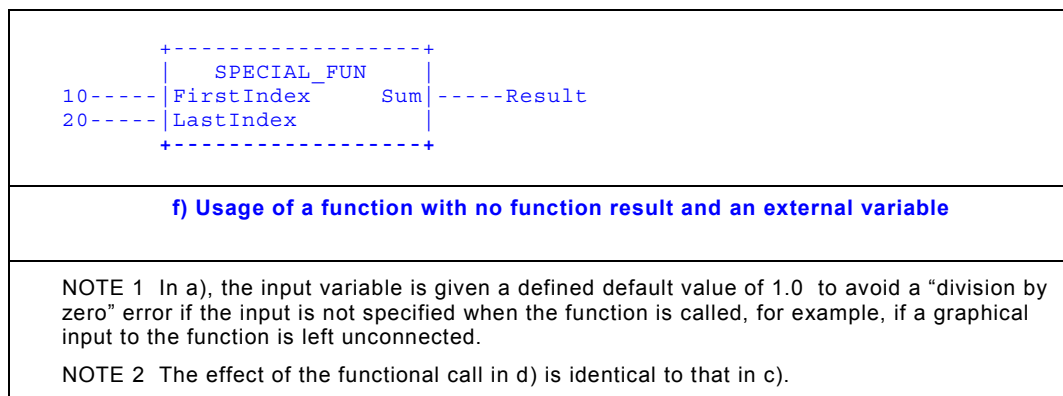 +------------------+
|   SPECIAL_FUN    |
10-----|FirstIndex     Sum|-----Result
20-----|LastIndex         |
+------------------+
f) Usage of a function with no function result and an external variable
NOTE 1 In a), the input variable is given a defined default value of 1.0 to avoid a “division by
zero” error if the input is not specified when the function is called, for example, if a graphical
input to the function is left unconnected.
NOTE 2 The effect of the functional call in d) is identical to that in c).